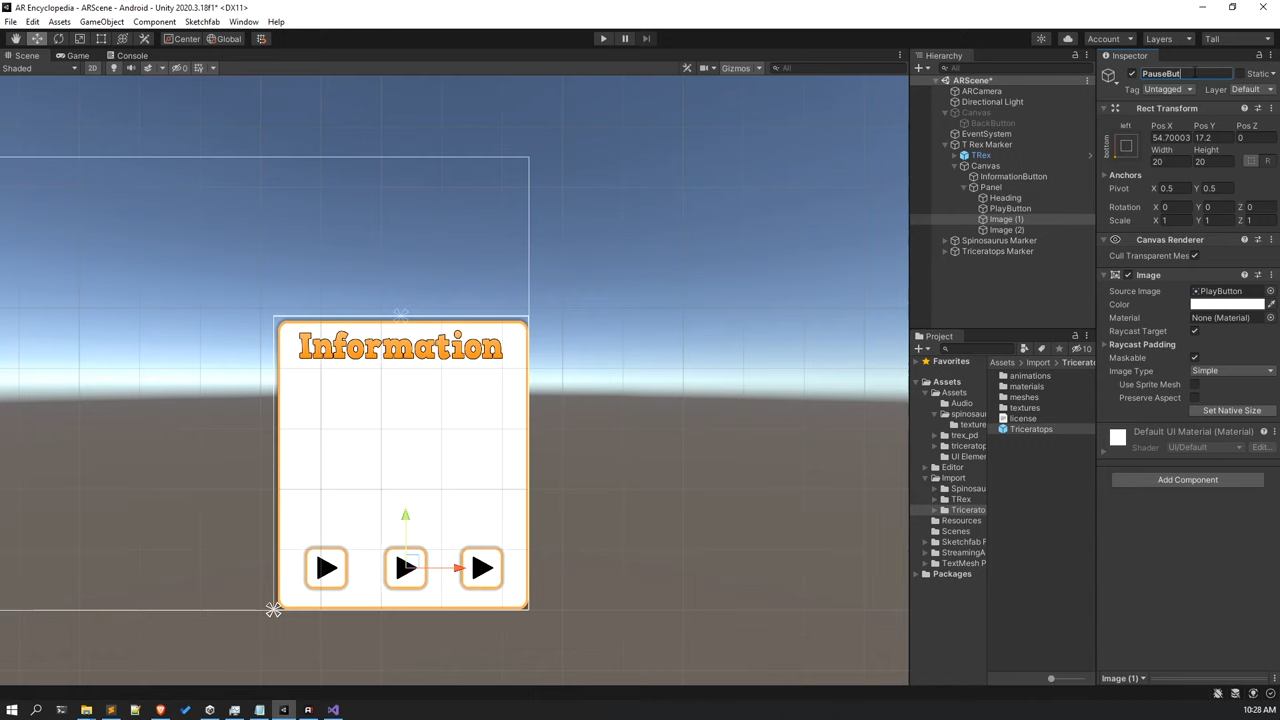 AR Encyclopedia - ARScene - Android - Unity 2020.3.18f1* <DX11>
File Edit Assets GameObject Component Sketchfab Window Help
Center Global
Account Layers Tall
Scene Game Console
Shaded 2D 0 Gizmos All
Hierarchy
All
ARScene*
ARCamera
Directional Light
Canvas
BackButton
EventSystem
T Rex Marker
TRex
Canvas
InformationButton
Panel
Heading
PlayButton
Image (1)
Image (2)
Spinosaurus Marker
Triceratops Marker
Information
Project
10
Favorites
Assets
Assets
Audio
spinosau
texture
trex_pd
triceratop
UI Elemer
Editor
Import
Spinosau
TRex
Tricerato
Resources
Scenes
Sketchfab F
StreamingA
TextMesh P
Packages
Assets Import Tricerato
animations
materials
meshes
textures
license
Triceratops
Inspector
PauseBut Static
Tag Untagged Layer Default
Rect Transform
left
bottom
Pos X Pos Y Pos Z
54.70003 17.2 0
Width Height
20 20 R
Anchors
Pivot X 0.5 Y 0.5
Rotation X 0 Y 0 Z 0
Scale X 1 Y 1 Z 1
Canvas Renderer
Cull Transparent Mes
Image
Source Image PlayButton
Color
Material None (Material)
Raycast Target
Raycast Padding
Maskable
Image Type Simple
Use Sprite Mesh
Preserve Aspect
Set Native Size
Default UI Material (Material)
Shader UI/Default Edit...
Add Component
Image (1)
10:28 AM